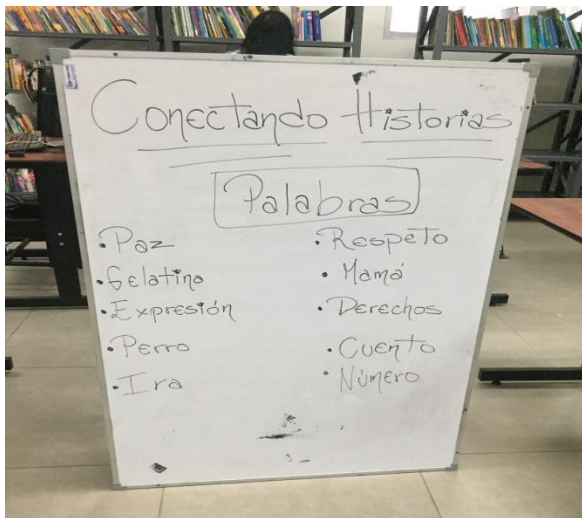 Conectando Historias
Palabras
• Paz
• Gelatina
• Expresión
• Perro
• Ira
• Respeto
• Mamá
• Derechos
• Cuento
• Número